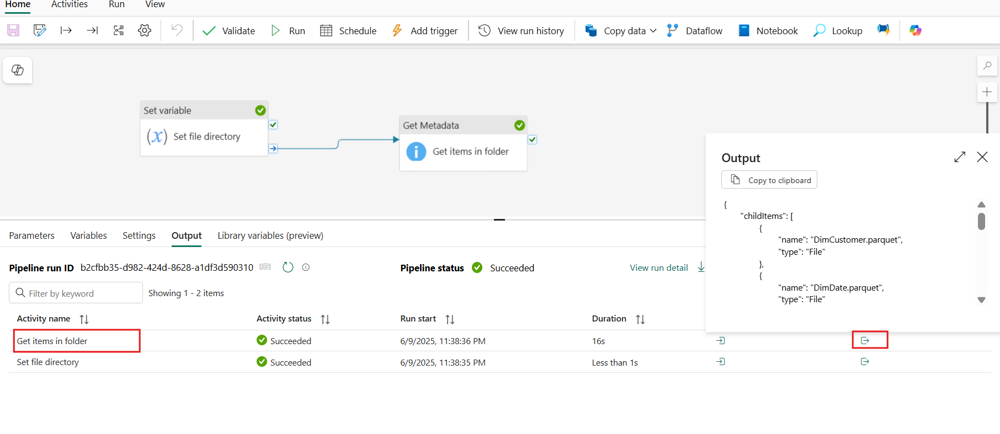 Home Activities Run View
Validate Run Schedule Add trigger View run history Copy data Dataflow Notebook Lookup
Set variable
(x) Set file directory
Get Metadata
Get items in folder
Output
Copy to clipboard
{
"childItems": [
{
"name": "DimCustomer.parquet",
"type": "File"
},
{
"name": "DimDate.parquet",
"type": "File"
Parameters Variables Settings Output Library variables (preview)
Pipeline run ID b2cfbb35-d982-424d-8628-a1df3d590310 [@] Pipeline status Succeeded View run detail
Filter by keyword Showing 1 - 2 items
Activity name Activity status Run start Duration
Get items in folder Succeeded 6/9/2025, 11:38:36 PM 16s
Set file directory Succeeded 6/9/2025, 11:38:35 PM Less than 1s